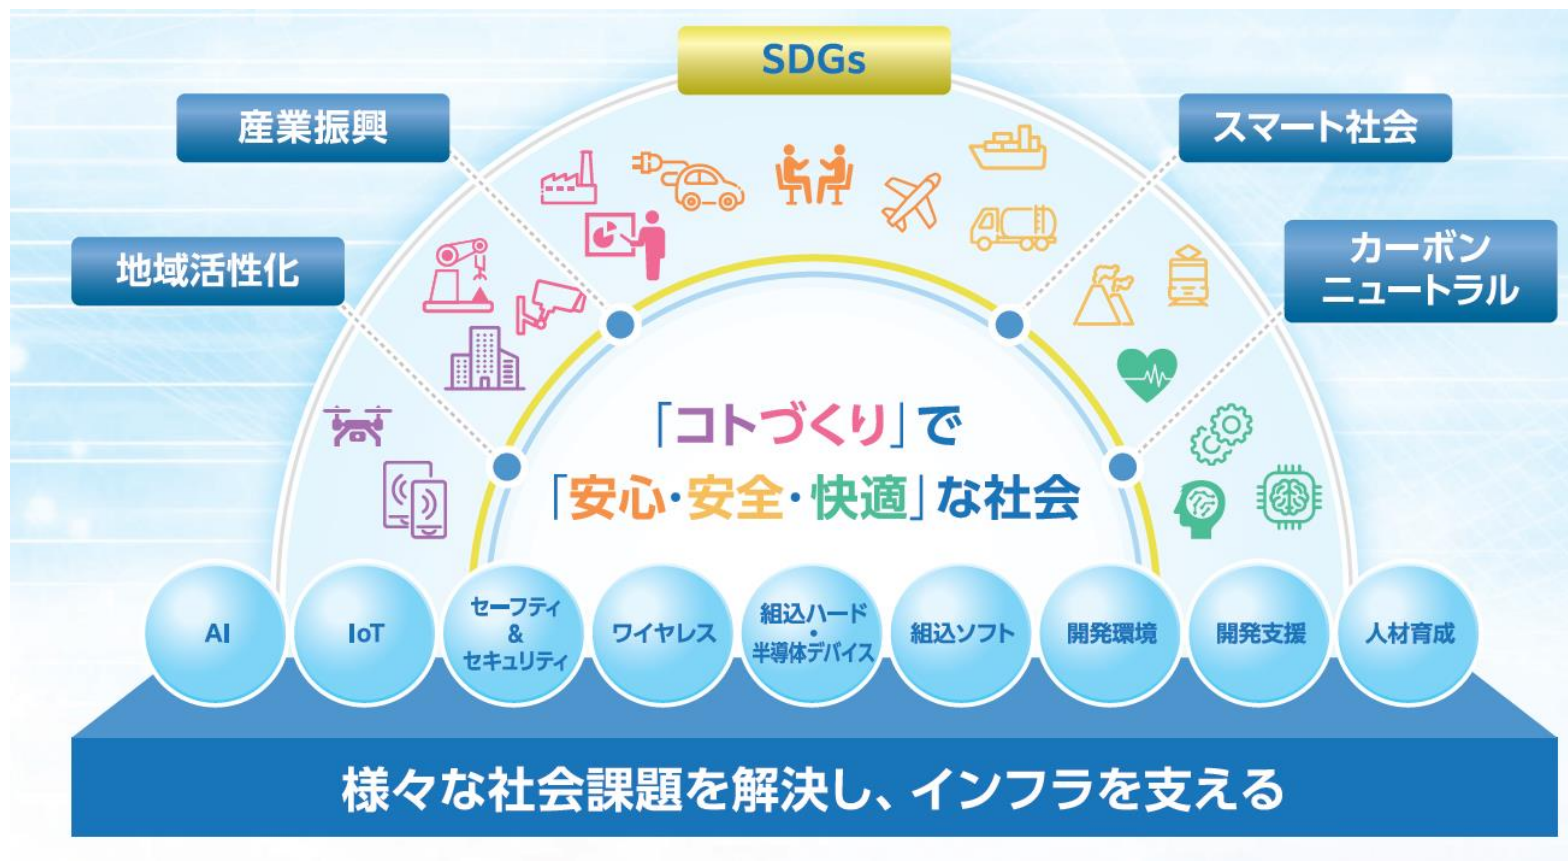 SDGs
産業振興
スマート社会
地域活性化
カーボン
ニュートラル
「コトづくり」で
「安心・安全・快適」な社会
AI
IoT
セーフティ
&
セキュリティ
ワイヤレス
組込ハード
・
半導体デバイス
組込ソフト
開発環境
開発支援
人材育成
様々な社会課題を解決し、インフラを支える